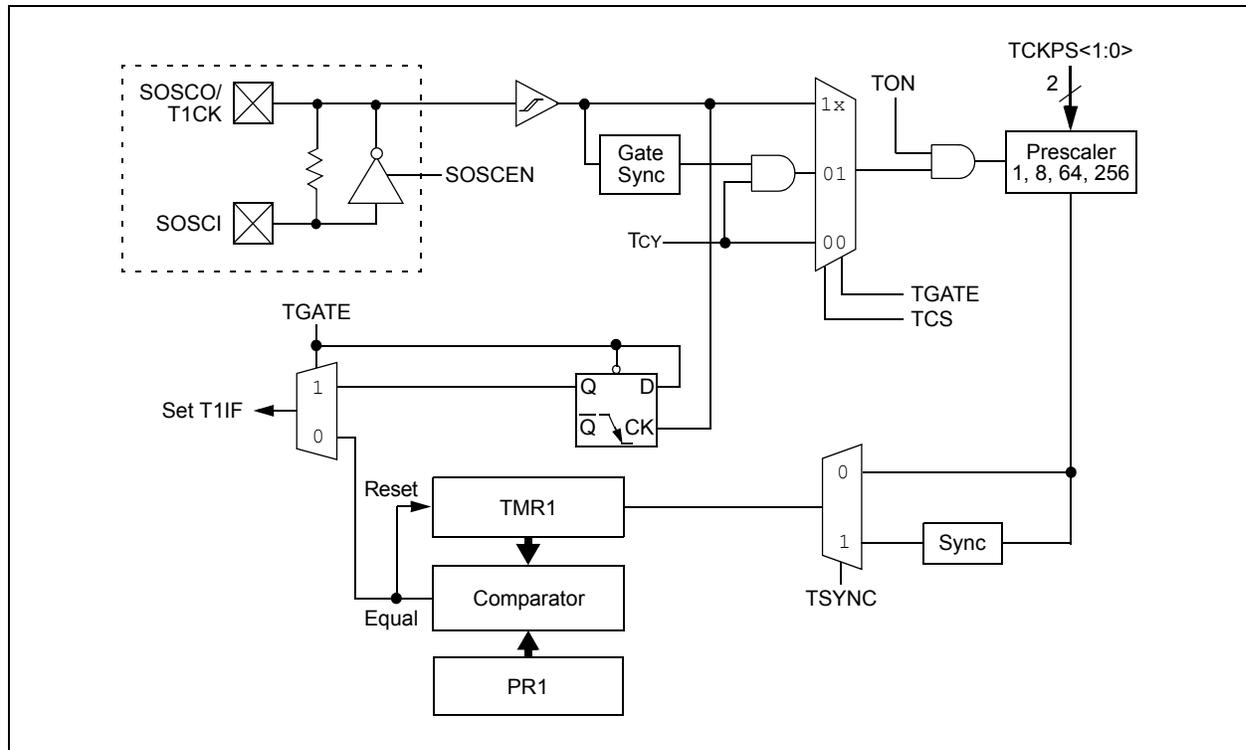 TCKPS<1:0>
SOSCO/
T1CK
TON
2
1x
Gate
Sync
Prescaler
1, 8, 64, 256
SOSCEN
01
SOSCI
TCY
00
TGATE
TCS
TGATE
1
Q
D
Set T1IF
Q
CK
0
Reset
TMR1
0
1
Sync
Comparator
TSYNC
Equal
PR1